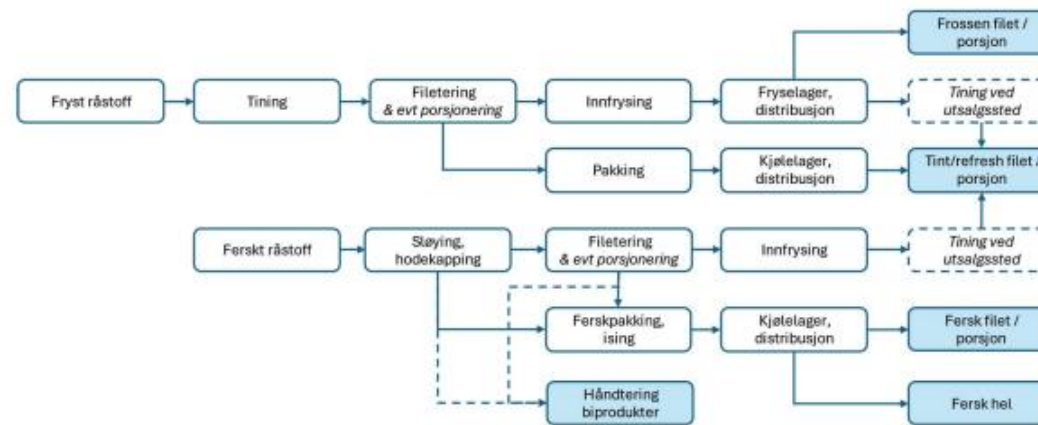 Frossen filet /
porsjon
Fryst råstoff
Tining
Filetering
& evt porsjonering
Innfrysing
Fryselager,
distribusjon
Tining ved
utsalgssted
Pakking
Kjølelager,
distribusjon
Tint/refresh filet /
porsjon
Ferskt råstoff
Sløying,
hodekapping
Filetering
& evt porsjonering
Innfrysing
Tining ved
utsalgssted
Ferskpakking,
ising
Kjølelager,
distribusjon
Fersk filet /
porsjon
Håndtering
biprodukter
Fersk hel